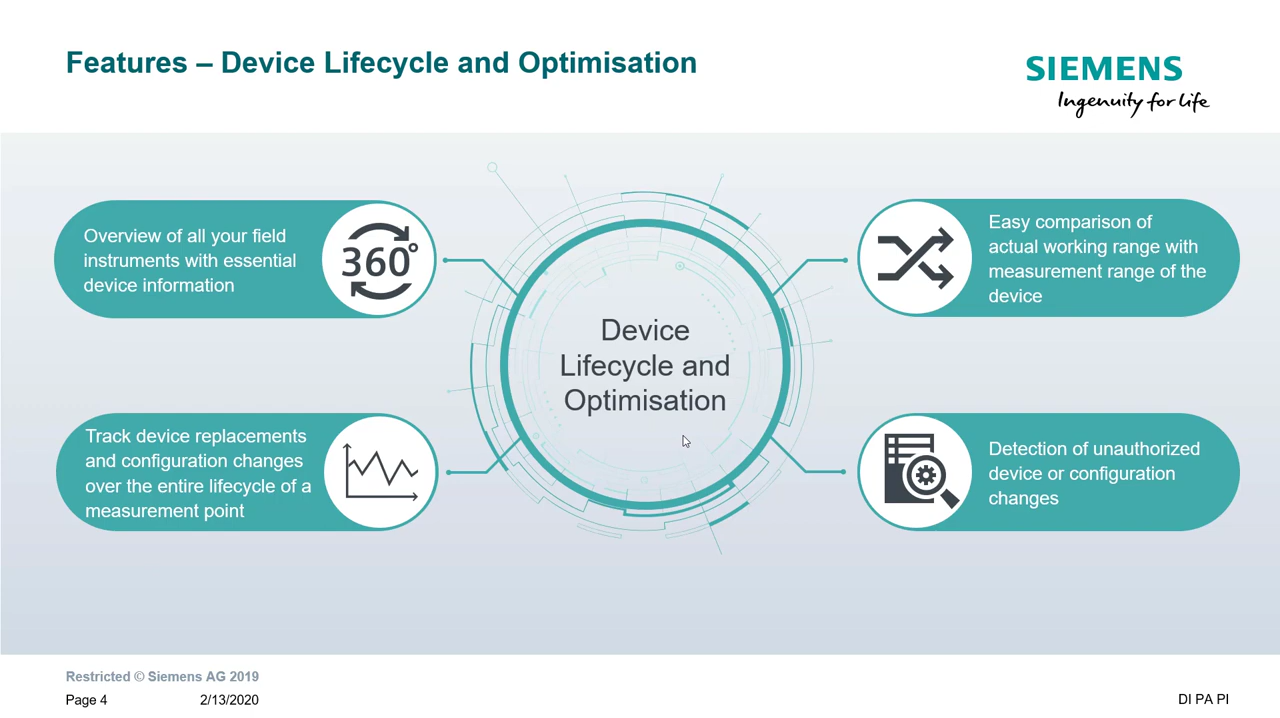 Features – Device Lifecycle and Optimisation
SIEMENS
Ingenuity for life
Overview of all your field
instruments with essential
device information
360°
Easy comparison of
actual working range with
measurement range of the
device
Device
Lifecycle and
Optimisation
Track device replacements
and configuration changes
over the entire lifecycle of a
measurement point
Detection of unauthorized
device or configuration
changes
Restricted © Siemens AG 2019
Page 4 2/13/2020
DI PA PI